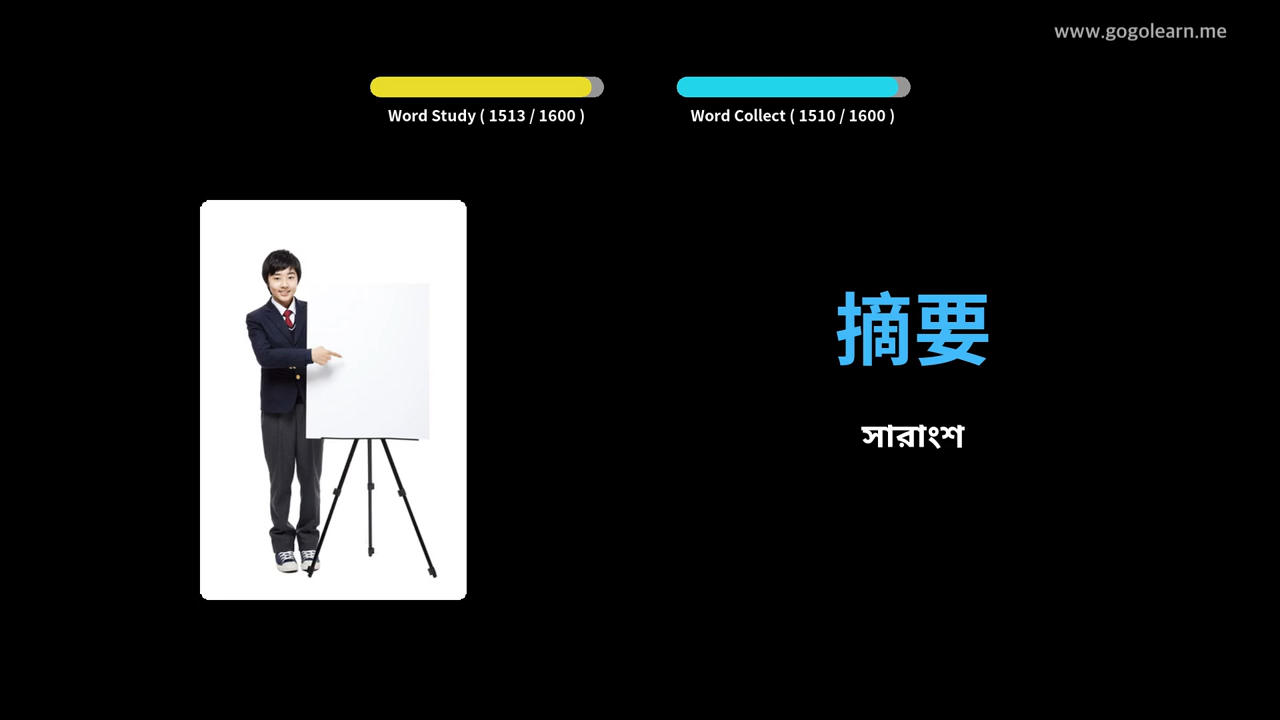 www.gogolearn.me
Word Study ( 1513 / 1600 )
Word Collect ( 1510 / 1600 )
摘要
সারাংশ